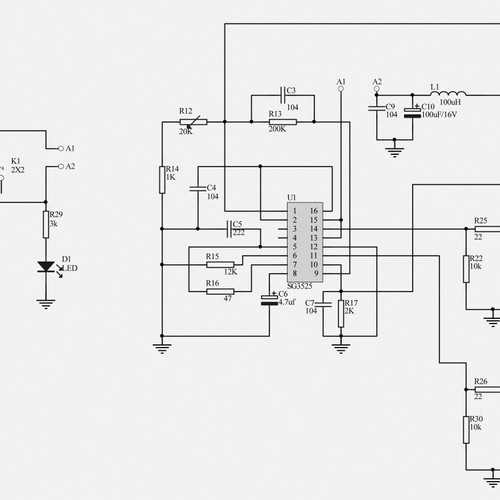 A1
A2
K1
2X2
R29
3k
D1
LED
R12
20K
R14
1K
C3
104
R13
200K
C4
104
C5
222
R15
12K
R16
47
C6
4.7uf
U1
1 16
2 15
3 14
4 13
5 12
6 11
7 10
8 9
SG3525
C7
104
R17
2K
A1
A2
C9
104
C10
100uF/16V
L1
100uH
R25
22
R22
10k
R26
22
R30
10k